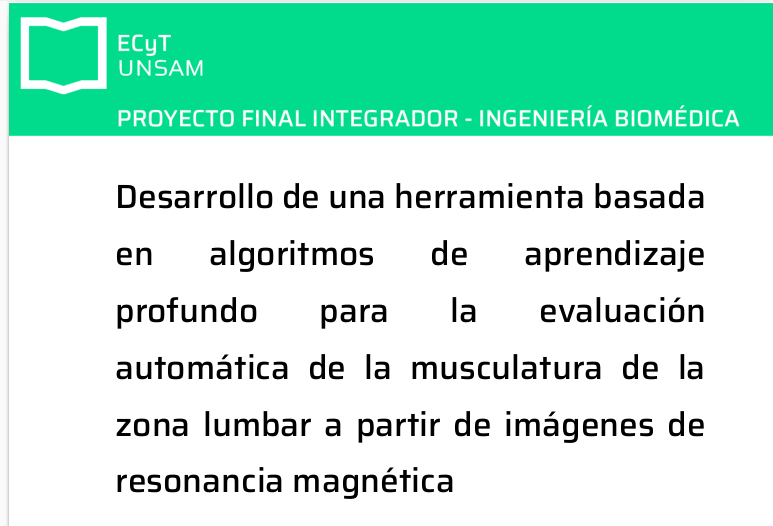 ECyT
UNSAM
PROYECTO FINAL INTEGRADOR - INGENIERÍA BIOMÉDICA
Desarrollo de una herramienta basada
en algoritmos de aprendizaje
profundo para la evaluación
automática de la musculatura de la
zona lumbar a partir de imágenes de
resonancia magnética